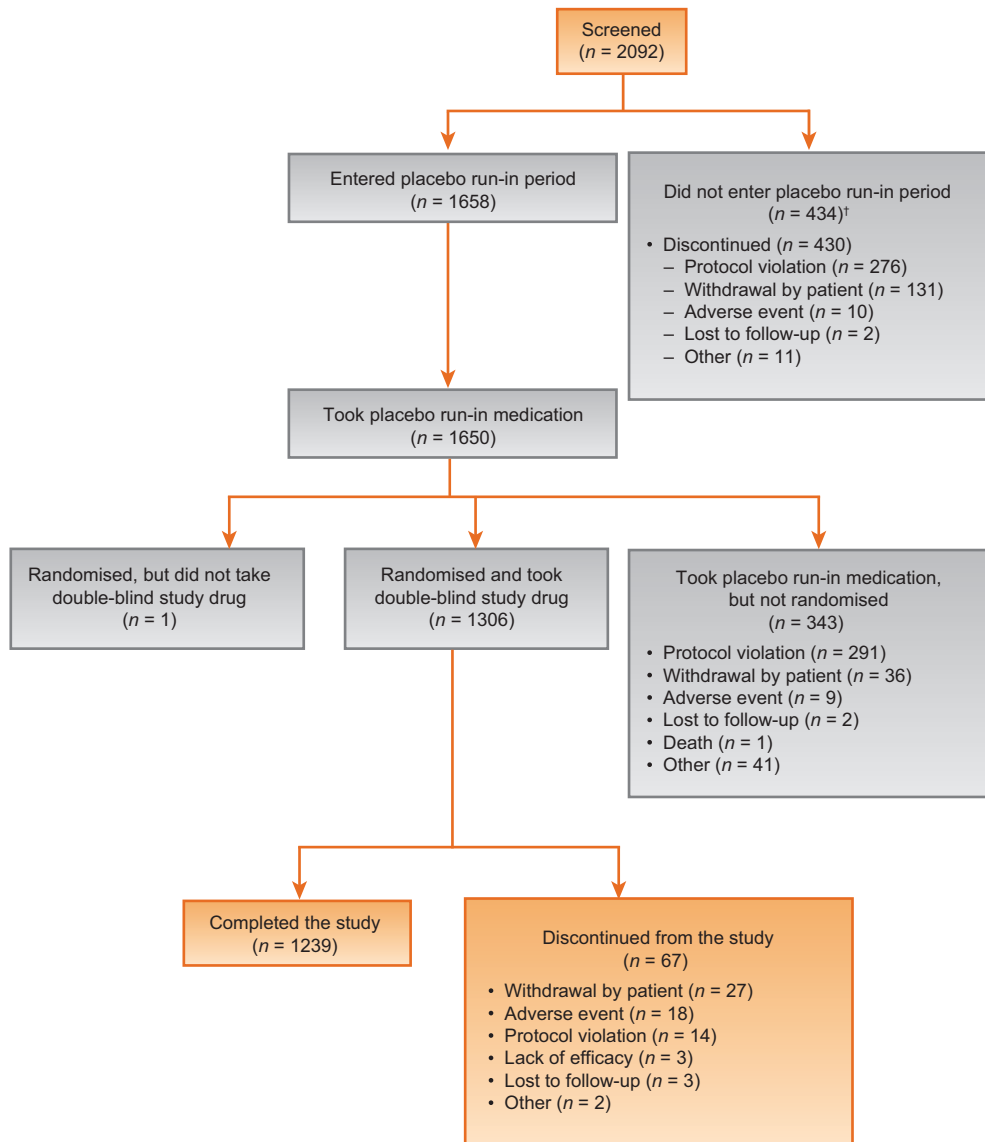 Screened
(n = 2092)
Entered placebo run-in period
(n = 1658)
Did not enter placebo run-in period
(n = 434)†
• Discontinued (n = 430)
– Protocol violation (n = 276)
– Withdrawal by patient (n = 131)
– Adverse event (n = 10)
– Lost to follow-up (n = 2)
– Other (n = 11)
Took placebo run-in medication
(n = 1650)
Randomised, but did not take
double-blind study drug
(n = 1)
Randomised and took
double-blind study drug
(n = 1306)
Took placebo run-in medication,
but not randomised
(n = 343)
• Protocol violation (n = 291)
• Withdrawal by patient (n = 36)
• Adverse event (n = 9)
• Lost to follow-up (n = 2)
• Death (n = 1)
• Other (n = 41)
Completed the study
(n = 1239)
Discontinued from the study
(n = 67)
• Withdrawal by patient (n = 27)
• Adverse event (n = 18)
• Protocol violation (n = 14)
• Lack of efficacy (n = 3)
• Lost to follow-up (n = 3)
• Other (n = 2)